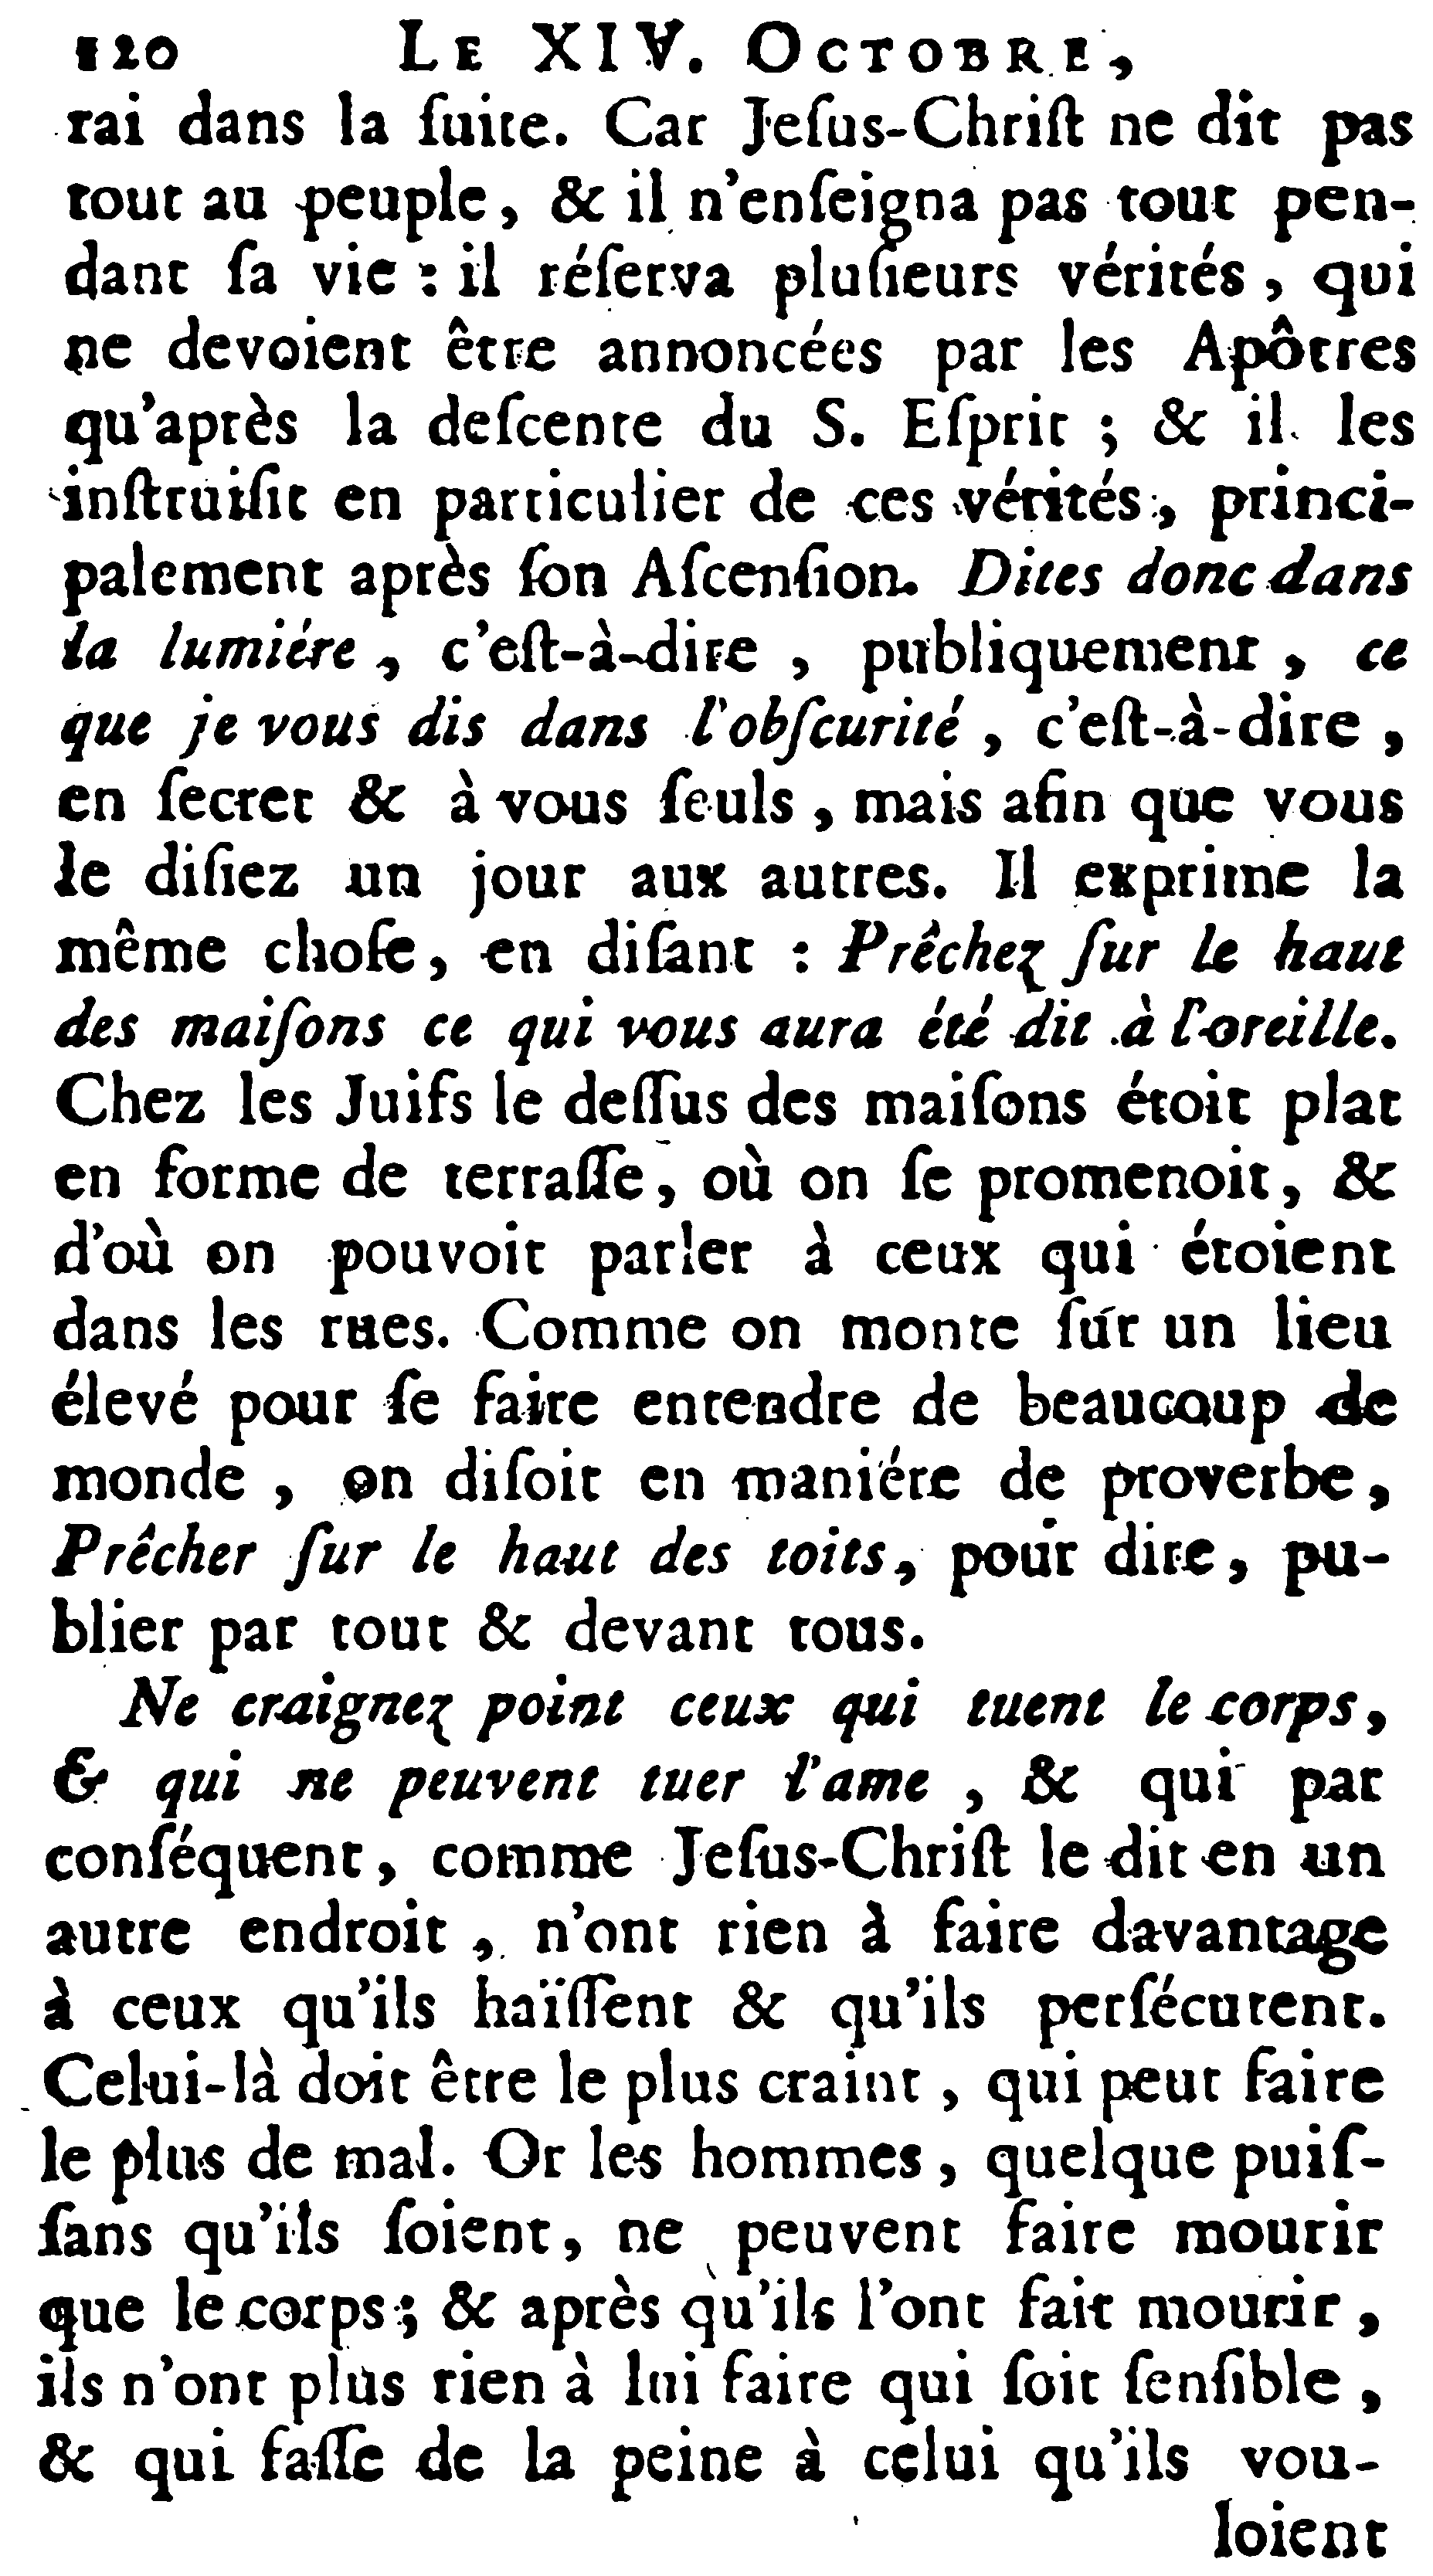 120 LE XIV. OCTOBRE,
rai dans la ſuite. Car Jeſus-Chriſt ne dit pas
tout au peuple, & il n'enſeigna pas tout pen-
dant ſa vie : il réſerva pluſieurs vérités, qui
ne devoient être annoncées par les Apôtres
qu'après la deſcente du S. Eſprit ; & il les
inſtruiſit en particulier de ces vérités, princi-
palement après ſon Aſcenſion. Dites donc dans
la lumiére, c'eſt-à-dire, publiquement, ce
que je vous dis dans l'obſcurité, c'eſt-à-dire,
en ſecret & à vous ſeuls, mais afin que vous
le diſiez un jour aux autres. Il exprime la
même choſe, en diſant : Prêchez ſur le haut
des maiſons ce qui vous aura été dit à l'oreille.
Chez les Juifs le deſſus des maiſons étoit plat
en forme de terraſſe, où on ſe promenoit, &
d'où on pouvoit parler à ceux qui étoient
dans les rues. Comme on monte ſur un lieu
élevé pour ſe faire entendre de beaucoup de
monde, on diſoit en maniére de proverbe,
Prêcher ſur le haut des toits, pour dire, pu-
blier par tout & devant tous.
Ne craignez point ceux qui tuent le corps,
& qui ne peuvent tuer l'ame, & qui par
conſéquent, comme Jeſus-Chriſt le dit en un
autre endroit, n'ont rien à faire davantage
à ceux qu'ils haïſſent & qu'ils perſécutent.
Celui-là doit être le plus craint, qui peut faire
le plus de mal. Or les hommes, quelque puiſ-
ſans qu'ils ſoient, ne peuvent faire mourir
que le corps ; & après qu'ils l'ont fait mourir,
ils n'ont plus rien à lui faire qui ſoit ſenſible,
& qui faſſe de la peine à celui qu'ils vou-
loient